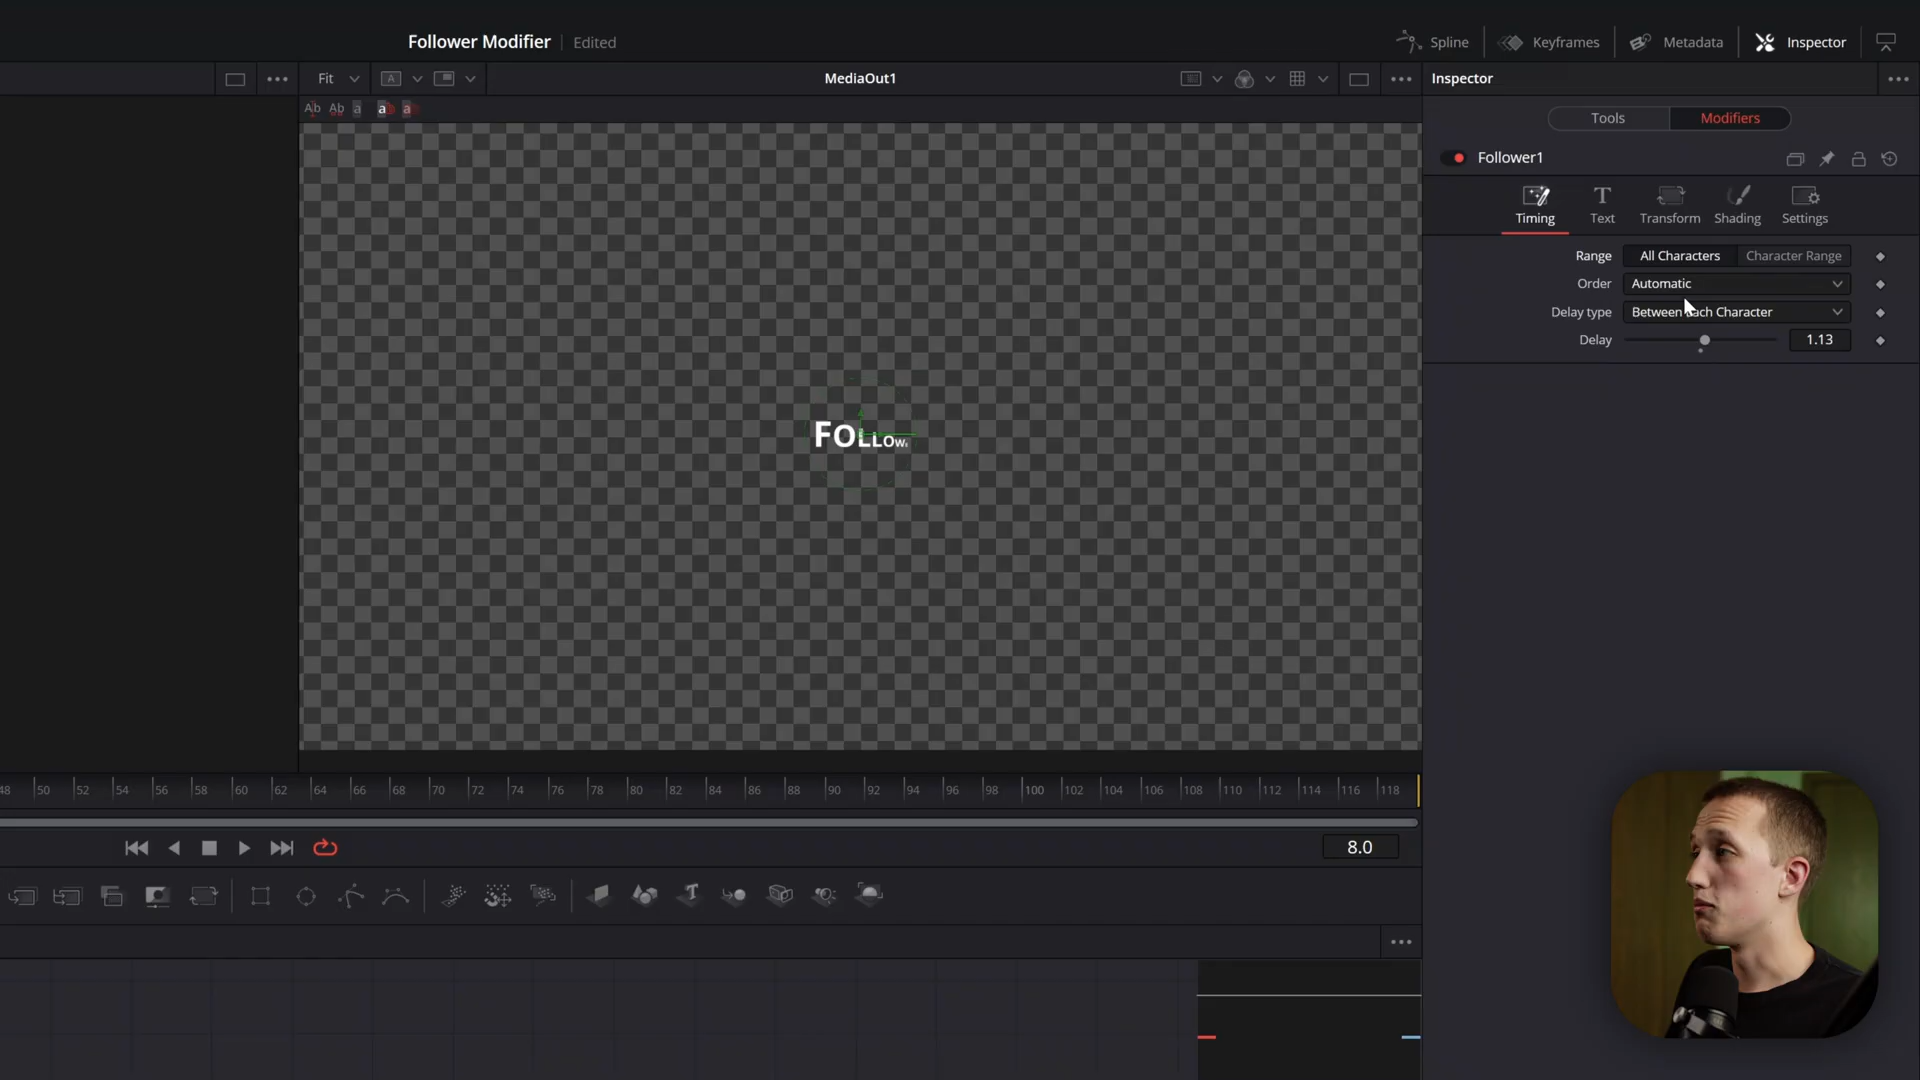 Follower Modifier Edited
Spline Keyframes Metadata Inspector
Fit A MediaOut1 Inspector
Ab Ab a a a
Tools Modifiers
Follower1
Timing Text Transform Shading Settings
Range All Characters Character Range
Order Automatic
Delay type Between Each Character
Delay 1.13
FOLLOW
48 50 52 54 56 58 60 62 64 66 68 70 72 74 76 78 80 82 84 86 88 90 92 94 96 98 100 102 104 106 108 110 112 114 116 118
8.0